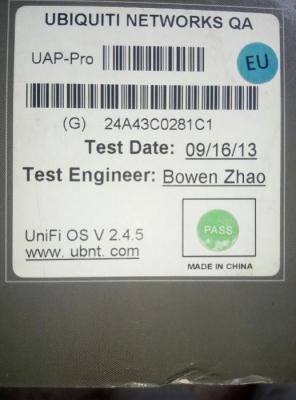 UBIQUITI NETWORKS QA
UAP-Pro
EU
(G) 24A43C0281C1
Test Date: 09/16/13
Test Engineer: Bowen Zhao
PASS
UniFi OS V 2.4.5
www. ubnt. com
MADE IN CHINA